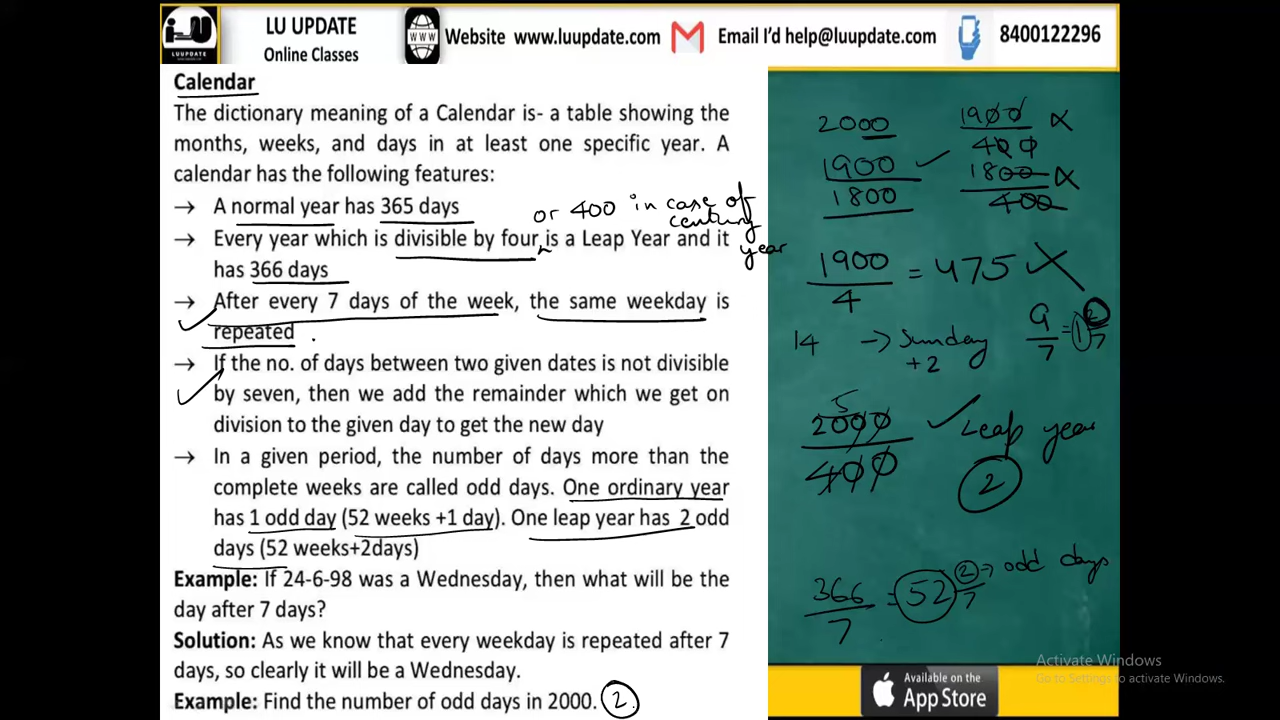 LU UPDATE
Online Classes
Website www.luupdate.com
Email I'd help@luupdate.com
8400122296
LUUPDATE
WWW
Calendar
The dictionary meaning of a Calendar is- a table showing the
months, weeks, and days in at least one specific year. A
calendar has the following features:
→ A normal year has 365 days
or 400 in case of
century
year
→ Every year which is divisible by four is a Leap Year and it
has 366 days
→ After every 7 days of the week, the same weekday is
repeated
→ If the no. of days between two given dates is not divisible
by seven, then we add the remainder which we get on
division to the given day to get the new day
→ In a given period, the number of days more than the
complete weeks are called odd days. One ordinary year
has 1 odd day (52 weeks +1 day). One leap year has 2 odd
days (52 weeks+2days)
Example: If 24-6-98 was a Wednesday, then what will be the
day after 7 days?
Solution: As we know that every weekday is repeated after 7
days, so clearly it will be a Wednesday.
Example: Find the number of odd days in 2000. 2
2000
1900 ✓
1800
1900
400
1800
400
1900
4
= 475
14 → Sunday
+2
9
7
= 1 2
7
5
2000
400
✓ Leap year
2
366
7
= 52 2
7
→ odd days
Activate Windows
Go to Settings to activate Windows.
Available on the
App Store